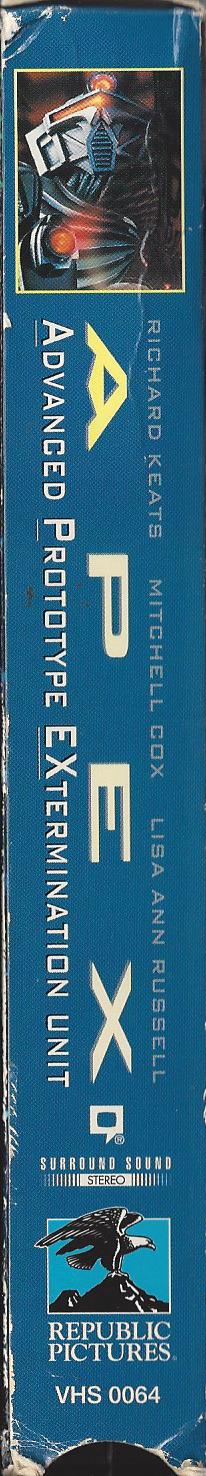 RICHARD KEATS MITCHELL COX LISA ANN RUSSELL
APEX
ADVANCED PROTOTYPE EXTERMINATION UNIT
®
SURROUND SOUND
STEREO
REPUBLIC
PICTURES®
VHS 0064